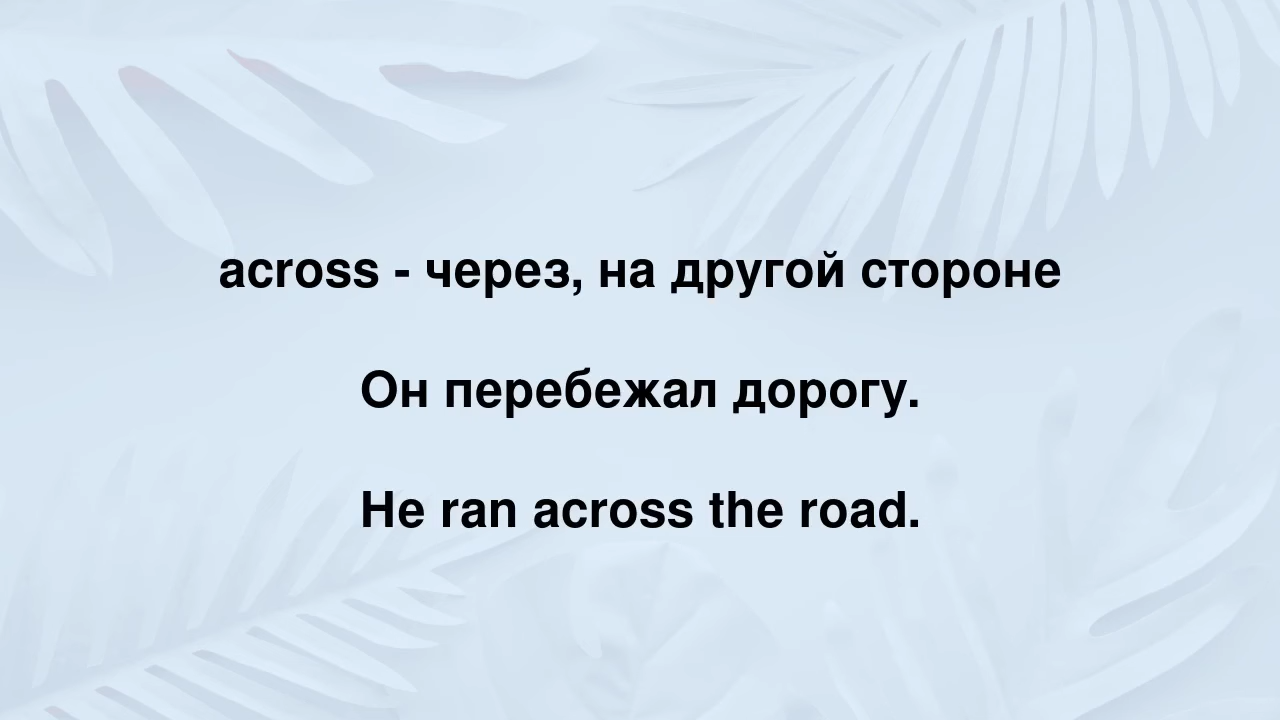 across - через, на другой стороне
Он перебежал дорогу.
He ran across the road.